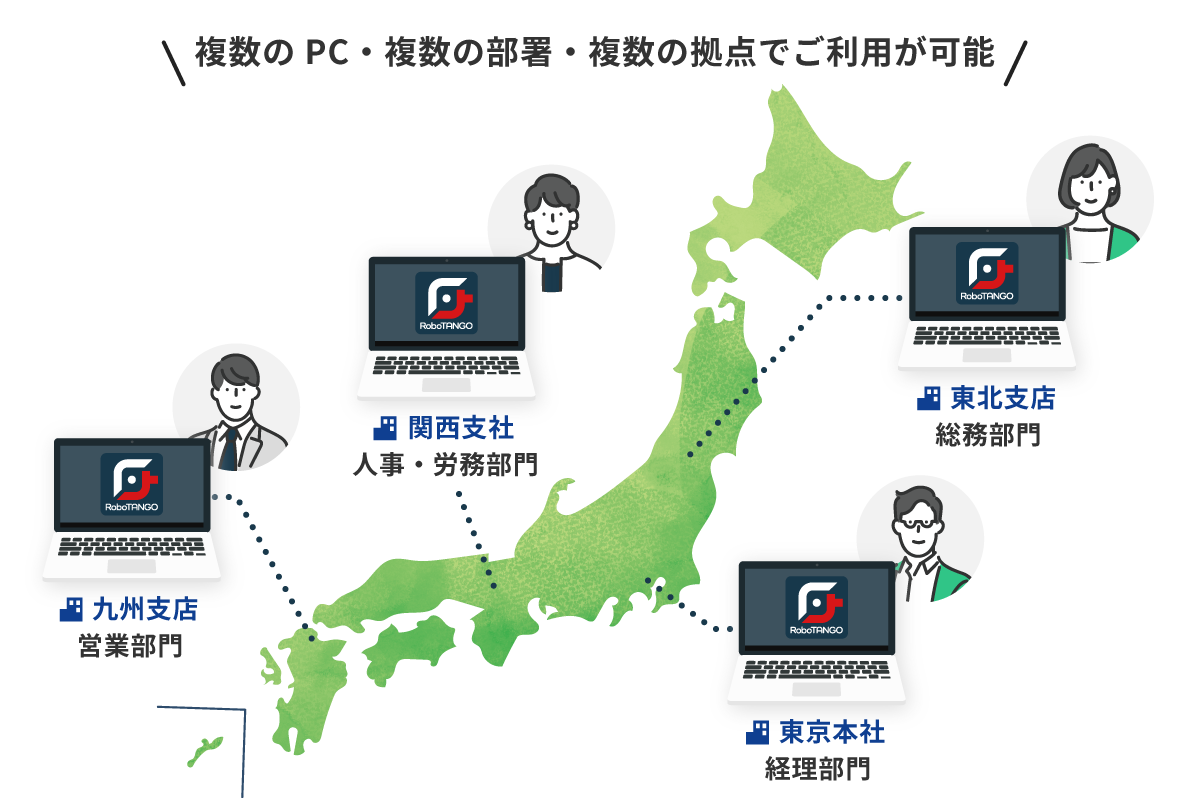 複数の PC・複数の部署・複数の拠点でご利用が可能
RoboTANGO
東北支店
総務部門
RoboTANGO
関西支社
人事・労務部門
RoboTANGO
九州支店
営業部門
RoboTANGO
東京本社
経理部門